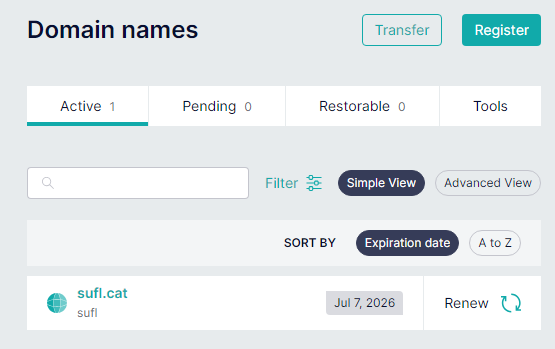 Domain names
Transfer
Register
Active 1
Pending 0
Restorable 0
Tools
Filter
Simple View
Advanced View
SORT BY
Expiration date
A to Z
sufl.cat
sufl
Jul 7, 2026
Renew